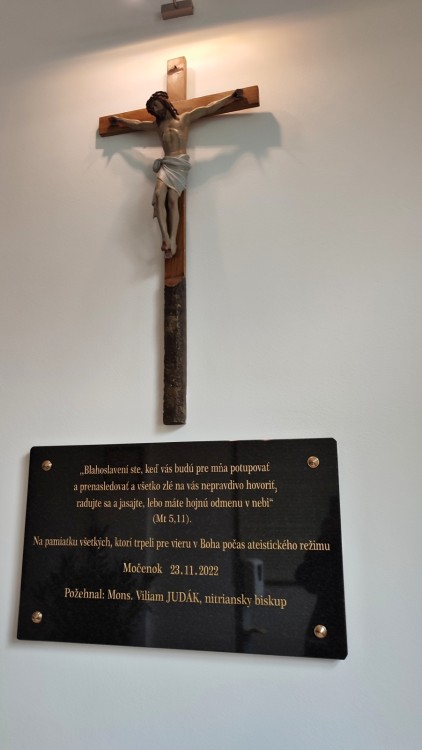 „Blahoslavení ste, keď vás budú pre mňa potupovať
a prenasledovať a všetko zlé na vás nepravdivo hovoriť,
radujte sa a jasajte, lebo máte hojnú odmenu v nebi“
(Mt 5,11).
Na pamiatku všetkých, ktorí trpeli pre vieru v Boha počas ateistického režimu
Močenok 23.11.2022
Požehnal: Mons. Viliam JUDÁK, nitriansky biskup